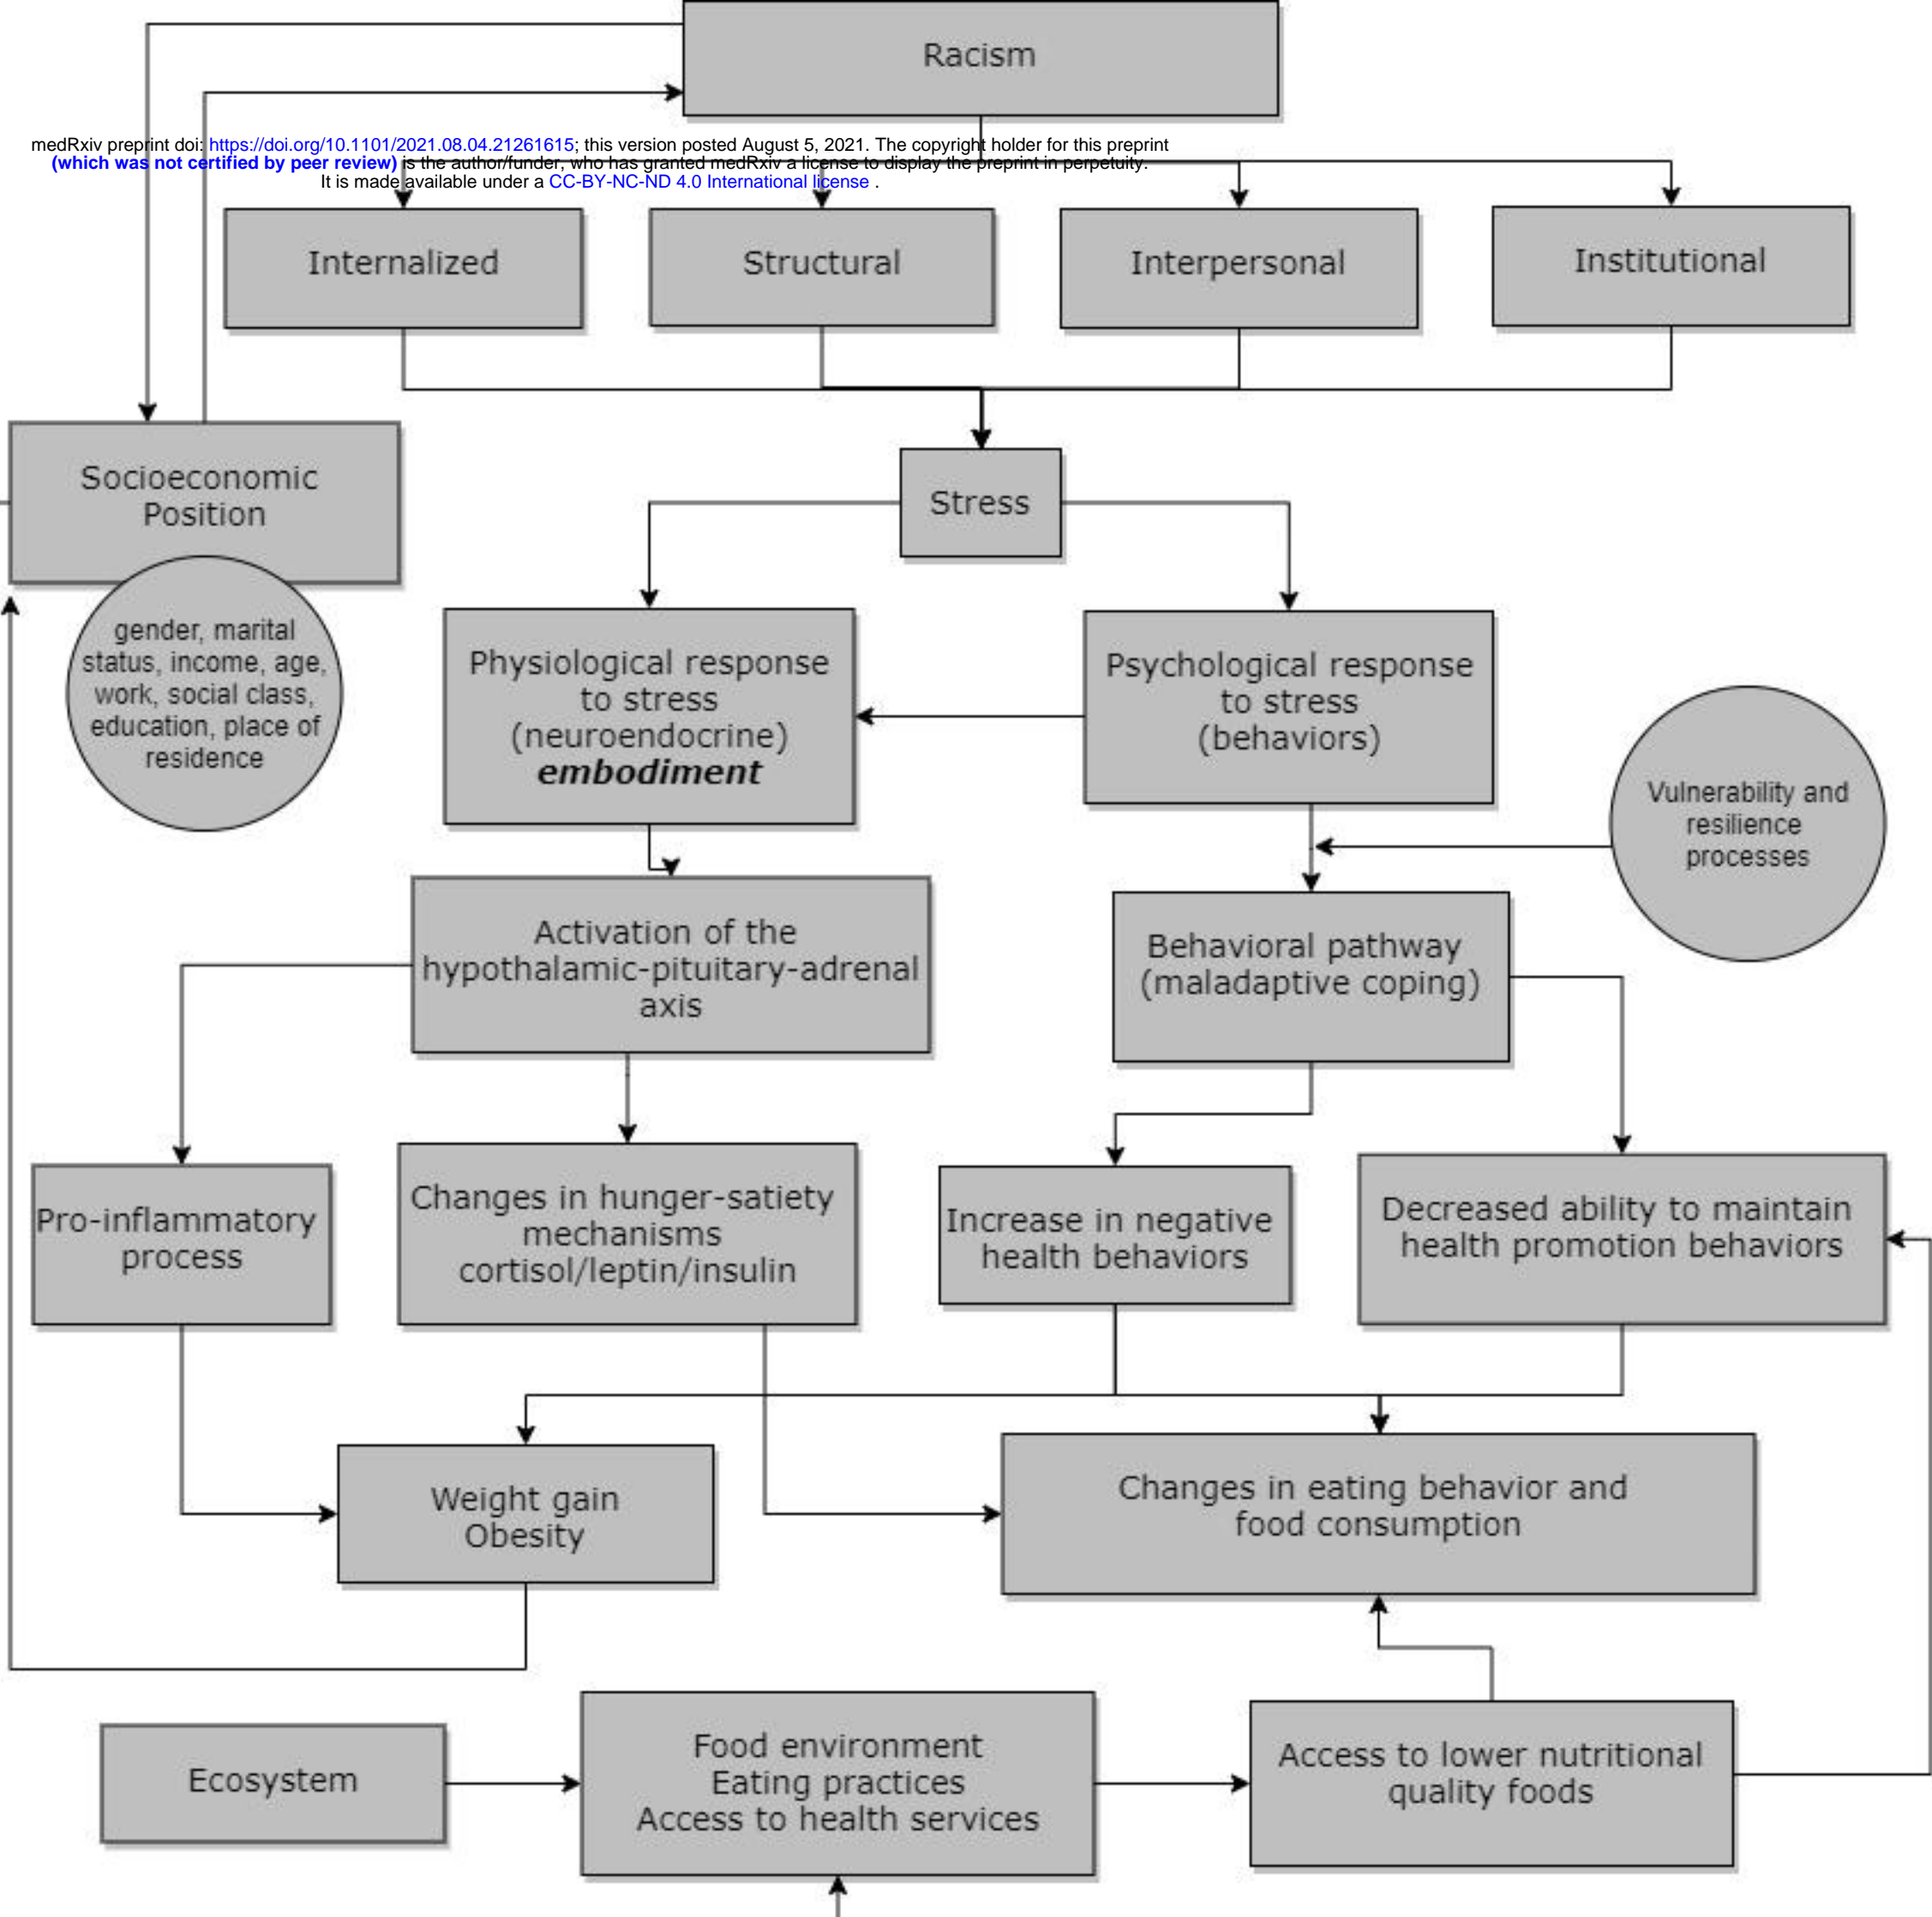 Racism
medRxiv preprint doi: https://doi.org/10.1101/2021.08.04.21261615; this version posted August 5, 2021. The copyright holder for this preprint
(which was not certified by peer review) is the author/funder, who has granted medRxiv a license to display the preprint in perpetuity.
It is made available under a CC-BY-NC-ND 4.0 International license .
Internalized
Structural
Interpersonal
Institutional
Socioeconomic
Position
Stress
gender, marital
status, income, age,
work, social class,
education, place of
residence
Physiological response
to stress
(neuroendocrine)
embodiment
Psychological response
to stress
(behaviors)
Vulnerability and
resilience
processes
Activation of the
hypothalamic-pituitary-adrenal
axis
Behavioral pathway
(maladaptive coping)
Pro-inflammatory
process
Changes in hunger-satiety
mechanisms
cortisol/leptin/insulin
Increase in negative
health behaviors
Decreased ability to maintain
health promotion behaviors
Weight gain
Obesity
Changes in eating behavior and
food consumption
Ecosystem
Food environment
Eating practices
Access to health services
Access to lower nutritional
quality foods